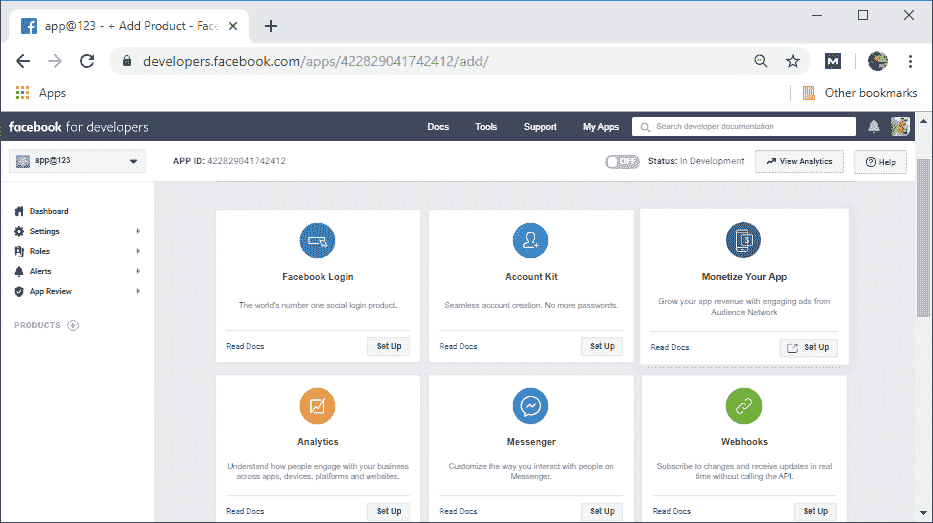 app@123 - + Add Product - Face
developers.facebook.com/apps/422829041742412/add/
Apps
Other bookmarks
facebook for developers
Docs
Tools
Support
My Apps
Search developer documentation
app@123
APP ID: 422829041742412
OFF
Status: In Development
View Analytics
Help
Dashboard
Settings
Roles
Alerts
App Review
PRODUCTS
Facebook Login
The world's number one social login product.
Read Docs
Set Up
Account Kit
Seamless account creation. No more passwords.
Read Docs
Set Up
Monetize Your App
Grow your app revenue with engaging ads from
Audience Network
Read Docs
Set Up
Analytics
Understand how people engage with your business
across apps, devices, platforms and websites.
Read Docs
Set Up
Messenger
Customize the way you interact with people on
Messenger.
Read Docs
Set Up
Webhooks
Subscribe to changes and receive updates in real
time without calling the API.
Read Docs
Set Up